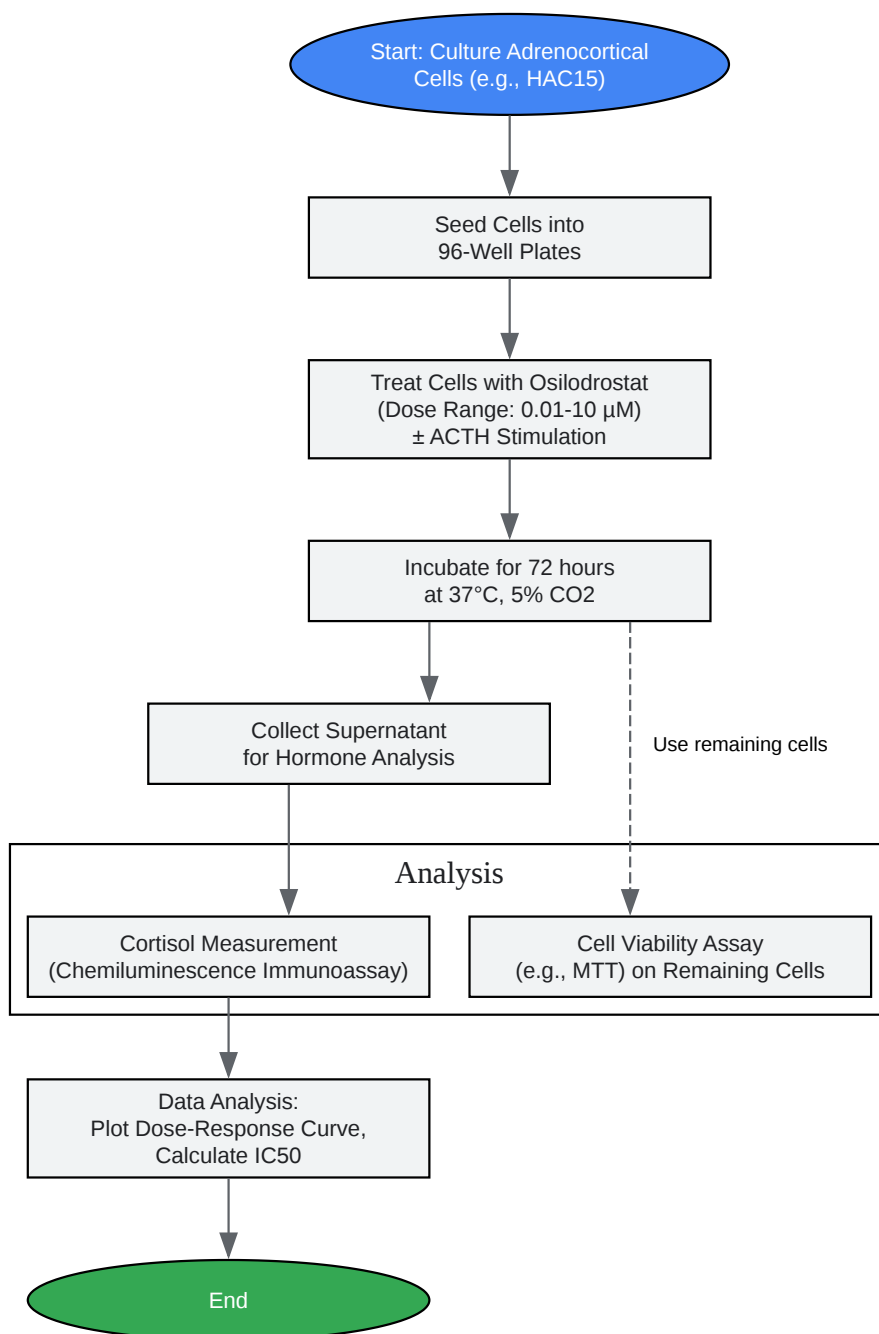 Start: Culture Adrenocortical
Cells (e.g., HAC15)
Seed Cells into
96-Well Plates
Treat Cells with Osilodrostat
(Dose Range: 0.01-10 µM)
± ACTH Stimulation
Incubate for 72 hours
at 37°C, 5% CO2
Collect Supernatant
for Hormone Analysis
Use remaining cells
Analysis
Cortisol Measurement
(Chemiluminescence Immunoassay)
Cell Viability Assay
(e.g., MTT) on Remaining Cells
Data Analysis:
Plot Dose-Response Curve,
Calculate IC50
End